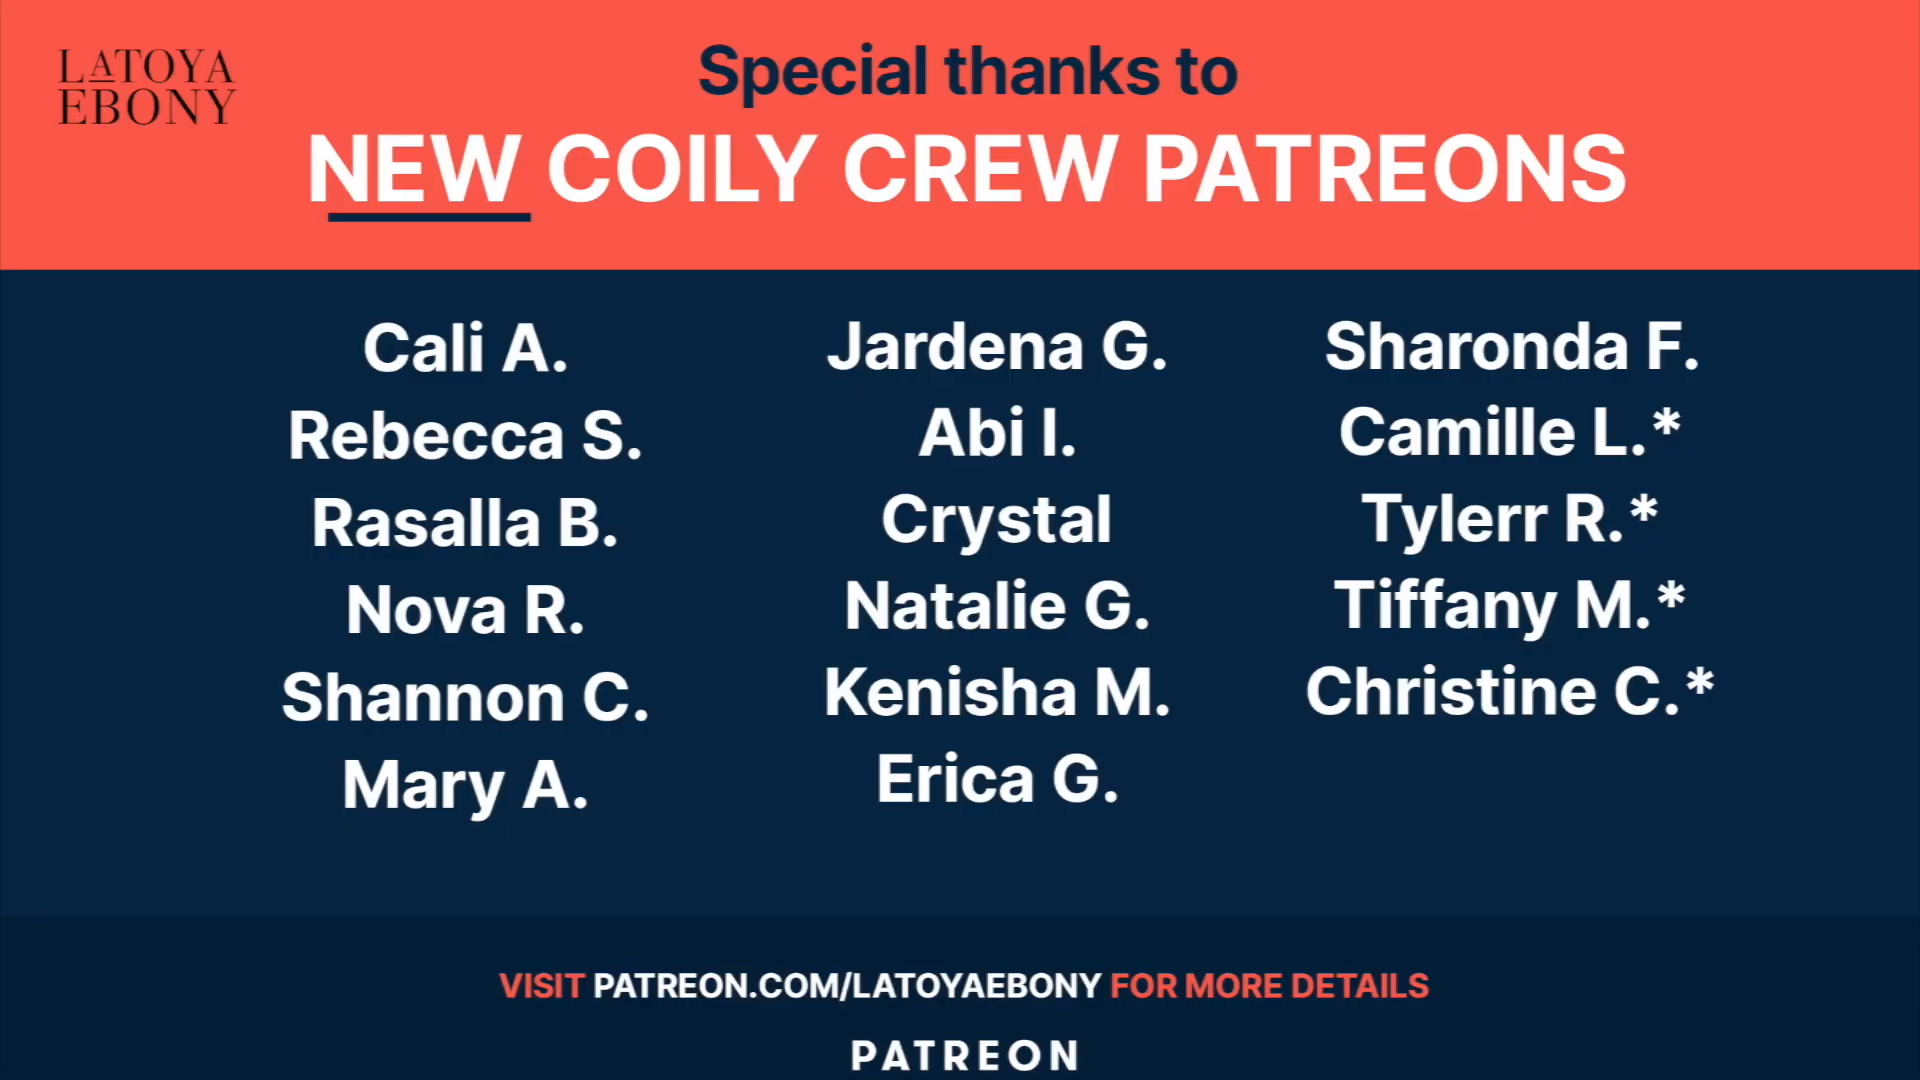 LATOYA
EBONY
Special thanks to
NEW COILY CREW PATREONS
Cali A.
Rebecca S.
Rasalla B.
Nova R.
Shannon C.
Mary A.
Jardena G.
Abi I.
Crystal
Natalie G.
Kenisha M.
Erica G.
Sharonda F.
Camille L.*
Tylerr R.*
Tiffany M.*
Christine C.*
VISIT PATREON.COM/LATOYAEBONY FOR MORE DETAILS
PATREON